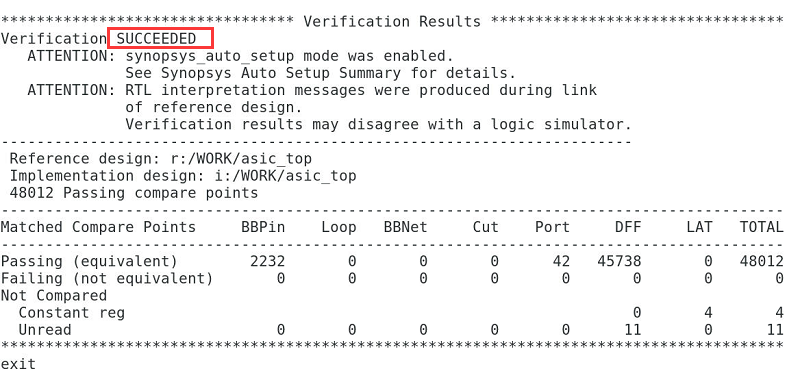 ********************************* Verification Results *********************************
Verification SUCCEEDED
   ATTENTION: synopsys_auto_setup mode was enabled.
              See Synopsys Auto Setup Summary for details.
   ATTENTION: RTL interpretation messages were produced during link
              of reference design.
              Verification results may disagree with a logic simulator.
-----------------------------------------------------------------------
 Reference design: r:/WORK/asic_top
 Implementation design: i:/WORK/asic_top
 48012 Passing compare points
----------------------------------------------------------------------------------------
Matched Compare Points     BBPin    Loop   BBNet     Cut    Port     DFF     LAT   TOTAL
----------------------------------------------------------------------------------------
Passing (equivalent)        2232       0       0       0      42   45738       0   48012
Failing (not equivalent)       0       0       0       0       0       0       0       0
Not Compared
  Constant reg                                                         0       4       4
  Unread                       0       0       0       0       0      11       0      11
****************************************************************************************
exit